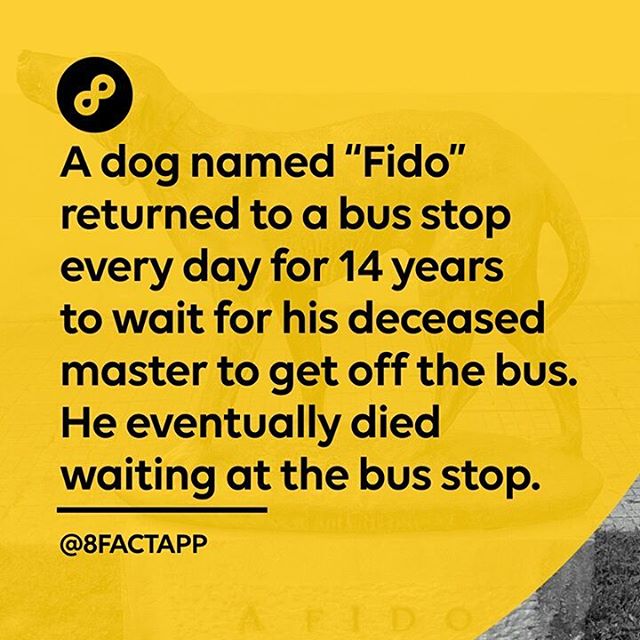 A dog named “Fido”
returned to a bus stop
every day for 14 years
to wait for his deceased
master to get off the bus.
He eventually died
waiting at the bus stop.
@8FACTAPP
A FIDO